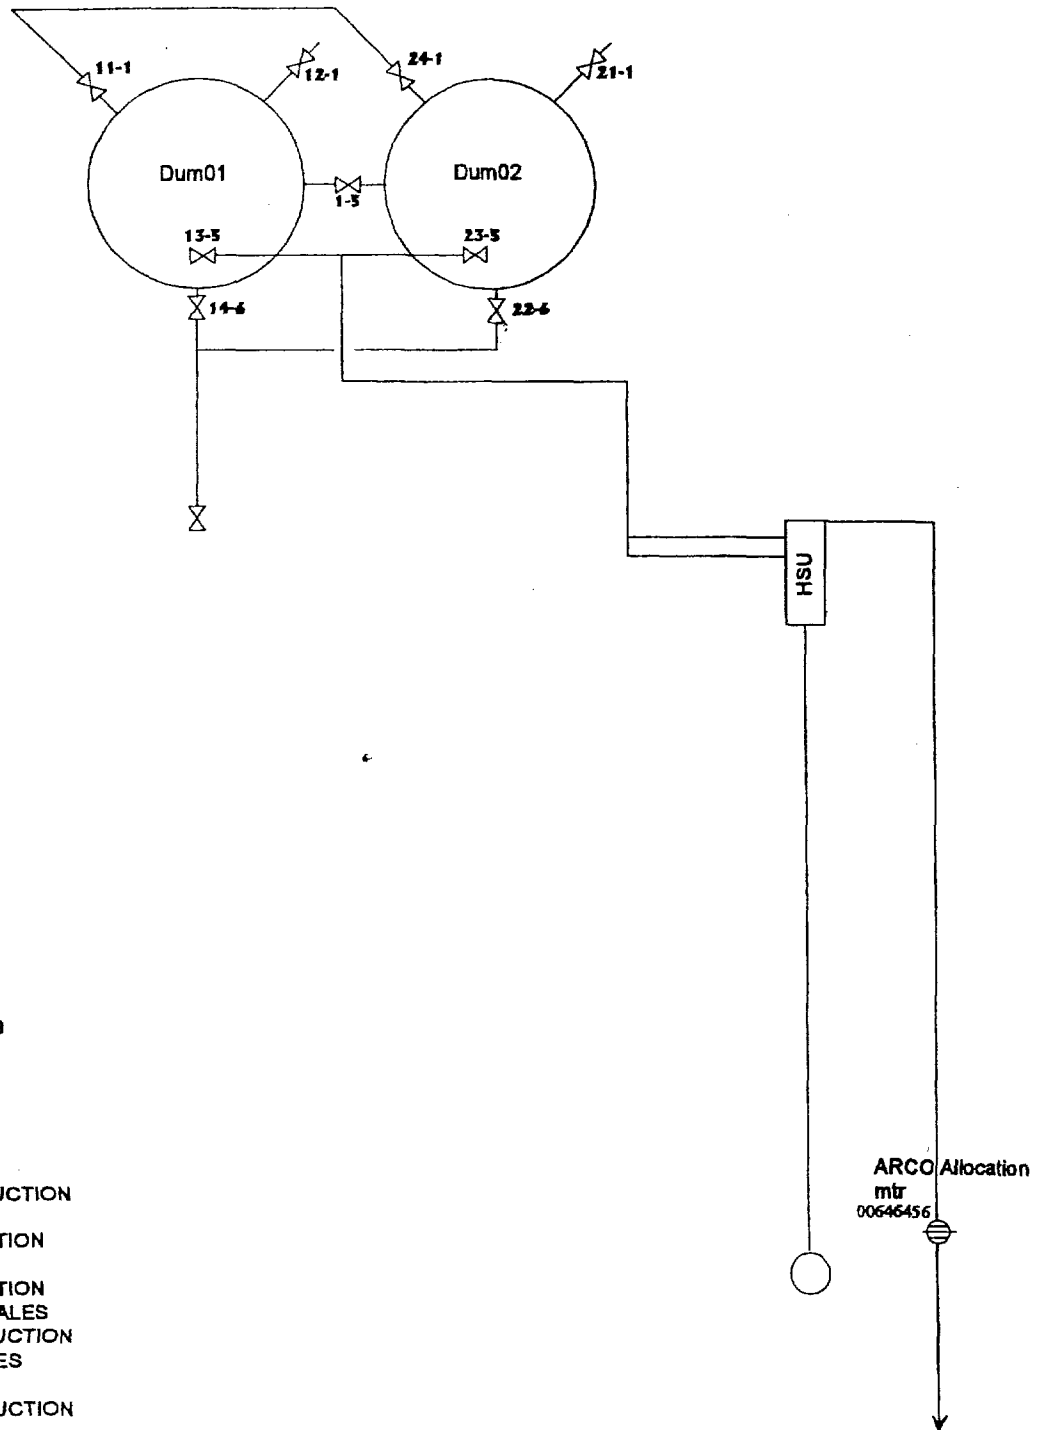 11-1
12-1
24-1
21-1
Dum01
Dum02
1-5
13-5
23-5
14-6
22-6
HSU
ARCO Allocation
mtr
00646456
UCTION
TION
TION
ALES
UCTION
ES
UCTION